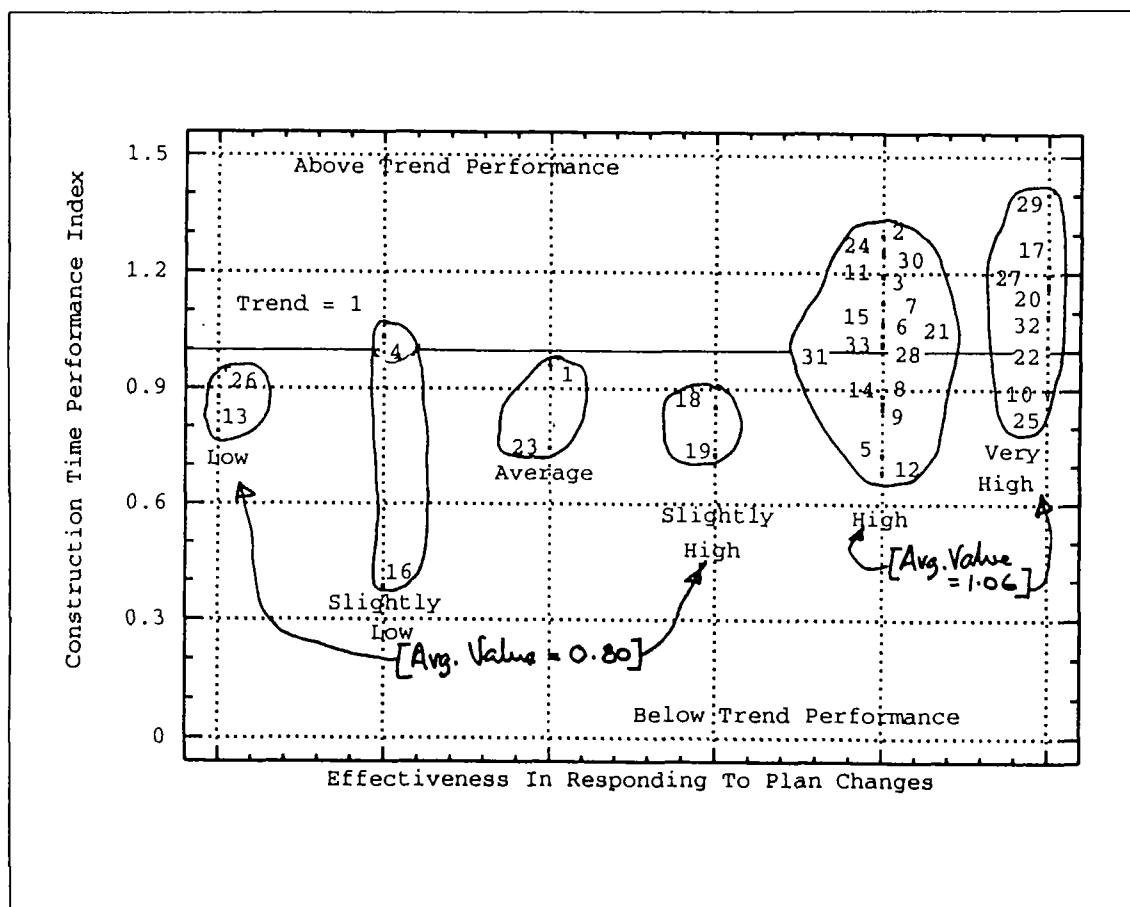 1.5
Above Trend Performance
29
2
24
17
30
1.2
11
3
27
20
Trend = 1
7
15
6
21
32
4
33
31
28
22
0.9
26
1
18
14
8
10
13
9
25
23
19
5
Low
Average
12
Very
High
0.6
Slightly
High
High
16
[Avg. Value
= 1.06]
Slightly
0.3
Low
[Avg. Value = 0.80]
Below Trend Performance
0
Construction Time Performance Index
Effectiveness In Responding To Plan Changes